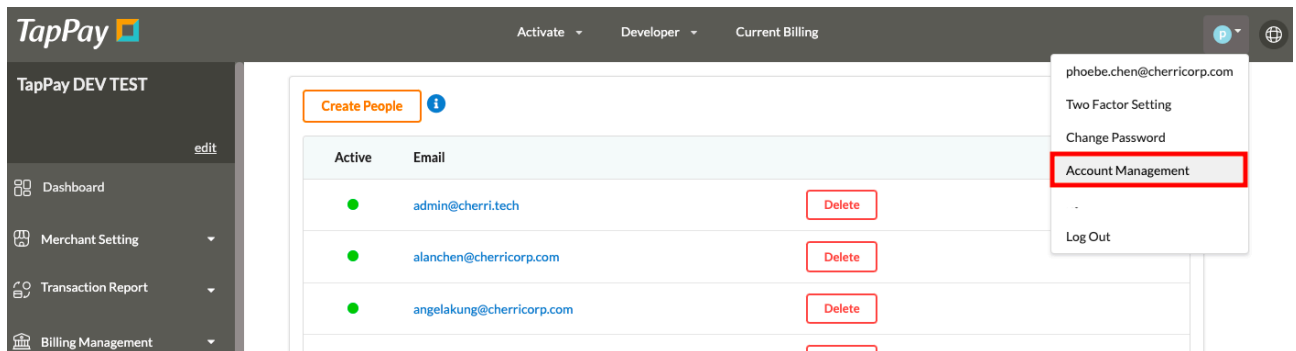 TapPay
Activate
Developer
Current Billing
p
TapPay DEV TEST
edit
Dashboard
Merchant Setting
Transaction Report
Billing Management
Create People
i
Active Email
admin@cherri.tech Delete
alanchen@cherricorp.com Delete
angelakung@cherricorp.com Delete
phoebe.chen@cherricorp.com
Two Factor Setting
Change Password
Account Management
-
Log Out